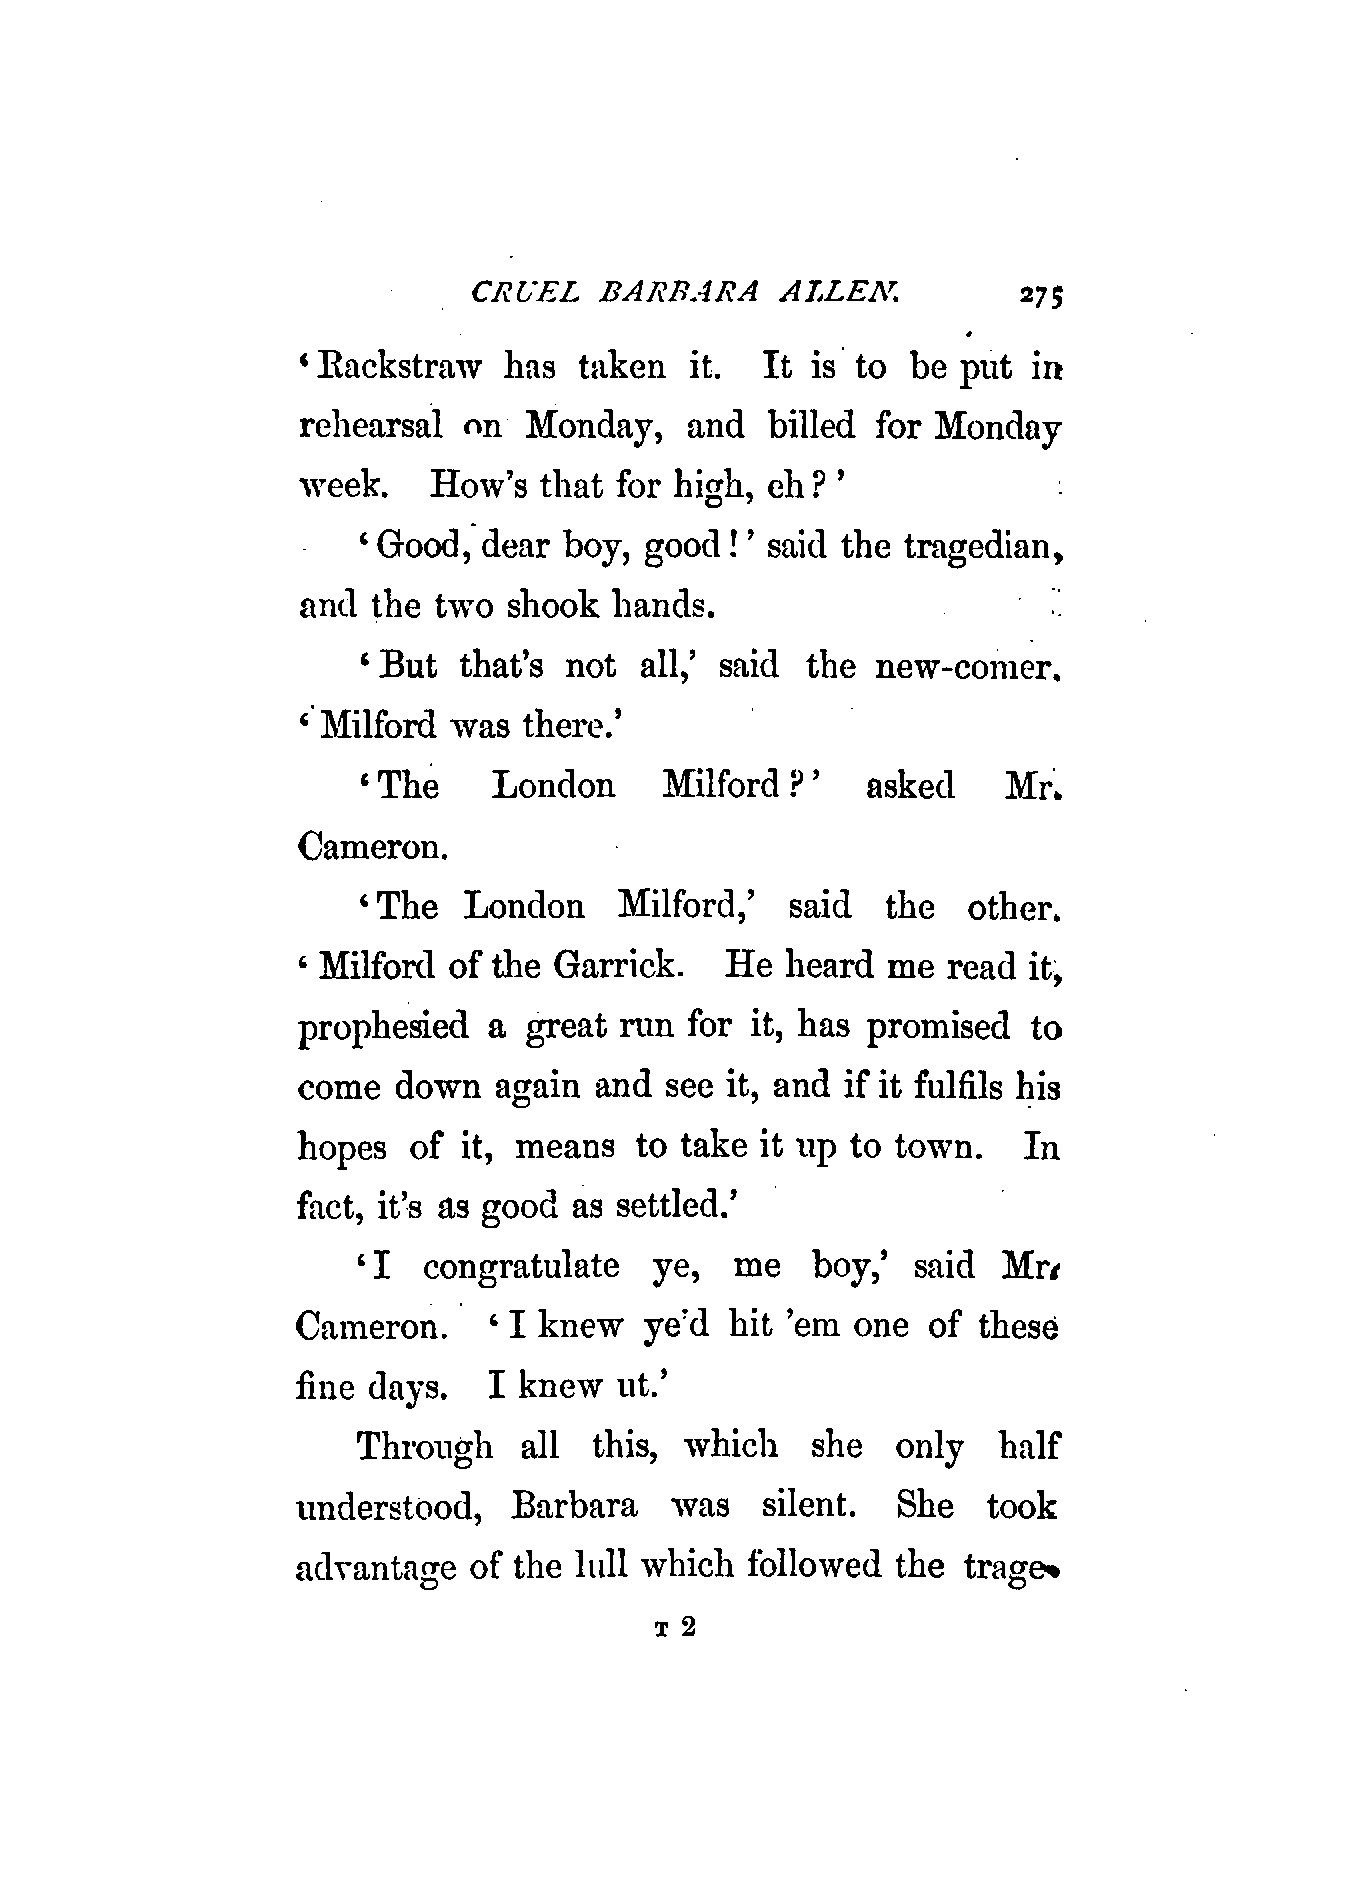 CRUEL BARBARA ALLEN. 275
‘Rackstraw has taken it. It is to be put in
rehearsal on Monday, and billed for Monday
week. How’s that for high, eh?’
‘Good, dear boy, good!’ said the tragedian,
and the two shook hands.
‘But that’s not all,’ said the new-comer.
‘Milford was there.’
‘The London Milford?’ asked Mr.
Cameron.
‘The London Milford,’ said the other.
‘Milford of the Garrick. He heard me read it,
prophesied a great run for it, has promised to
come down again and see it, and if it fulfils his
hopes of it, means to take it up to town. In
fact, it’s as good as settled.’
‘I congratulate ye, me boy,’ said Mr.
Cameron. ‘I knew ye’d hit ’em one of these
fine days. I knew ut.’
Through all this, which she only half
understood, Barbara was silent. She took
advantage of the lull which followed the trage-
T 2